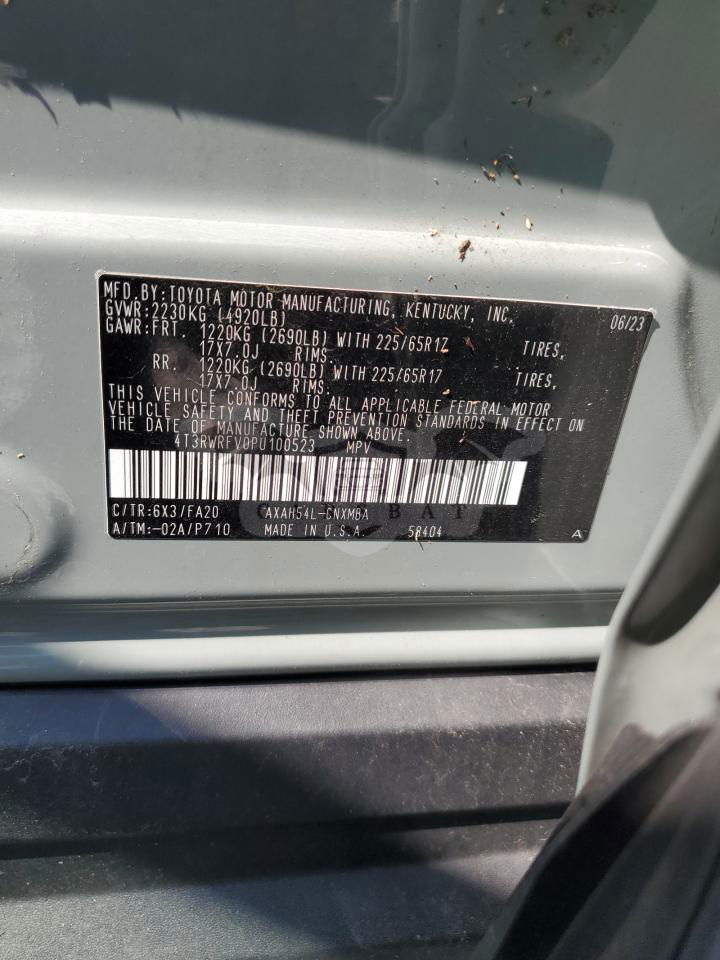 MFD.BY:TOYOTA MOTOR MANUFACTURING, KENTUCKY, INC. 06/23
GVWR:2230KG (4920LB)
GAWR:FRT. 1220KG (2690LB) WITH 225/65R17 TIRES,
17X7.0J RIMS,
RR. 1220KG (2690LB) WITH 225/65R17 TIRES,
17X7.0J RIMS.
THIS VEHICLE CONFORMS TO ALL APPLICABLE FEDERAL MOTOR
VEHICLE SAFETY AND THEFT PREVENTION STANDARDS IN EFFECT ON
THE DATE OF MANUFACTURE SHOWN ABOVE.
4T3RWRFV0PU100523 MPV
C/TR:6X3/FA20 AXAH54L-CNXMBA
A/TM:-02A/P710 MADE IN U.S.A. 58404 A